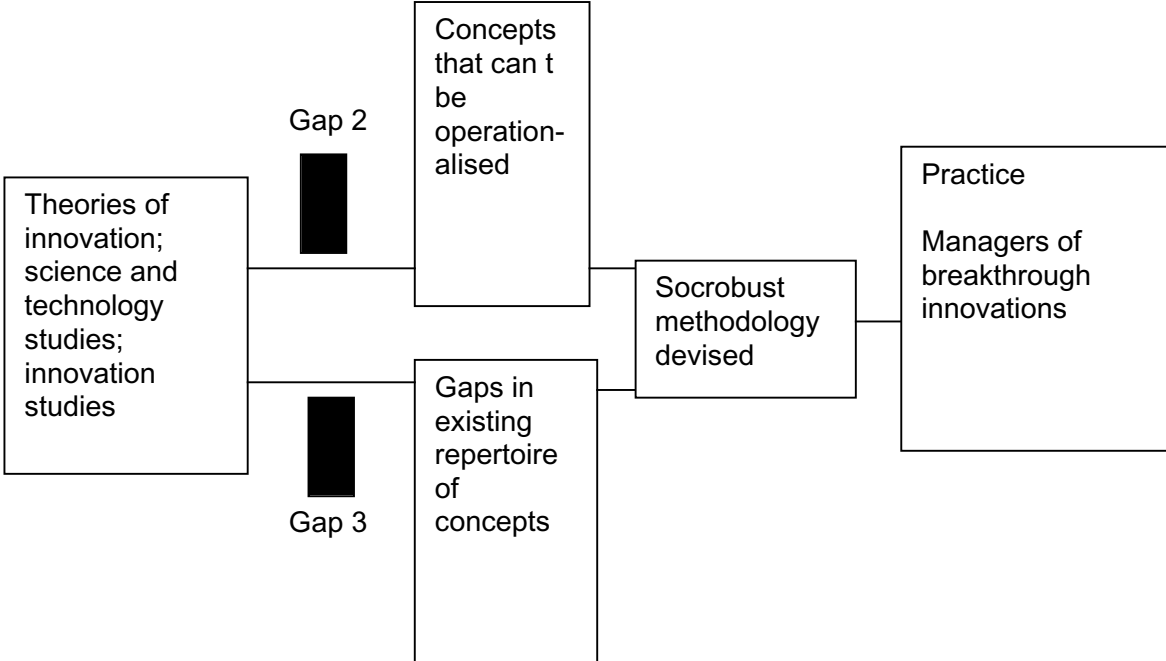 Theories of
innovation;
science and
technology
studies;
innovation
studies
Gap 2
Concepts
that can t
be
operation-
alised
Gap 3
Gaps in
existing
repertoire
of
concepts
Socrobust
methodology
devised
Practice
Managers of
breakthrough
innovations